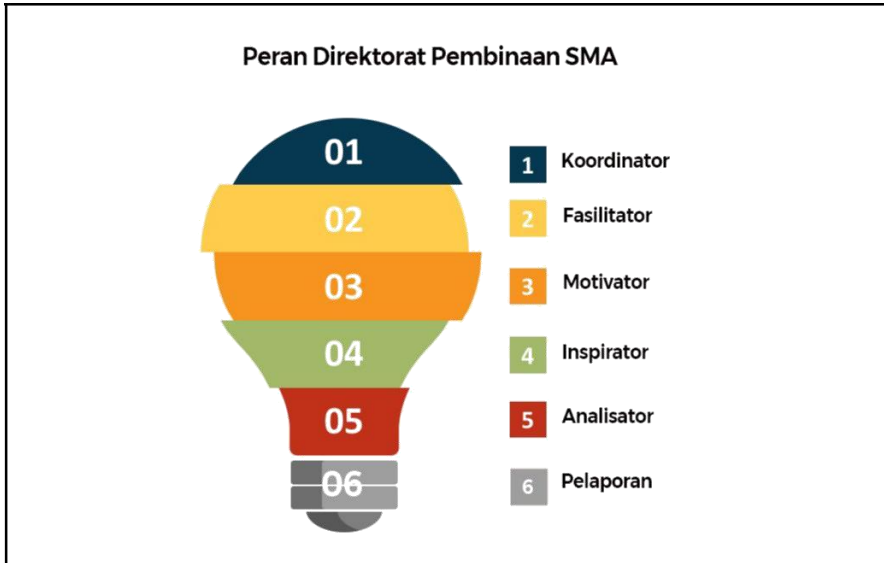 Peran Direktorat Pembinaan SMA
01
1 Koordinator
02
2 Fasilitator
03
3 Motivator
04
4 Inspirator
05
5 Analisator
06
6 Pelaporan